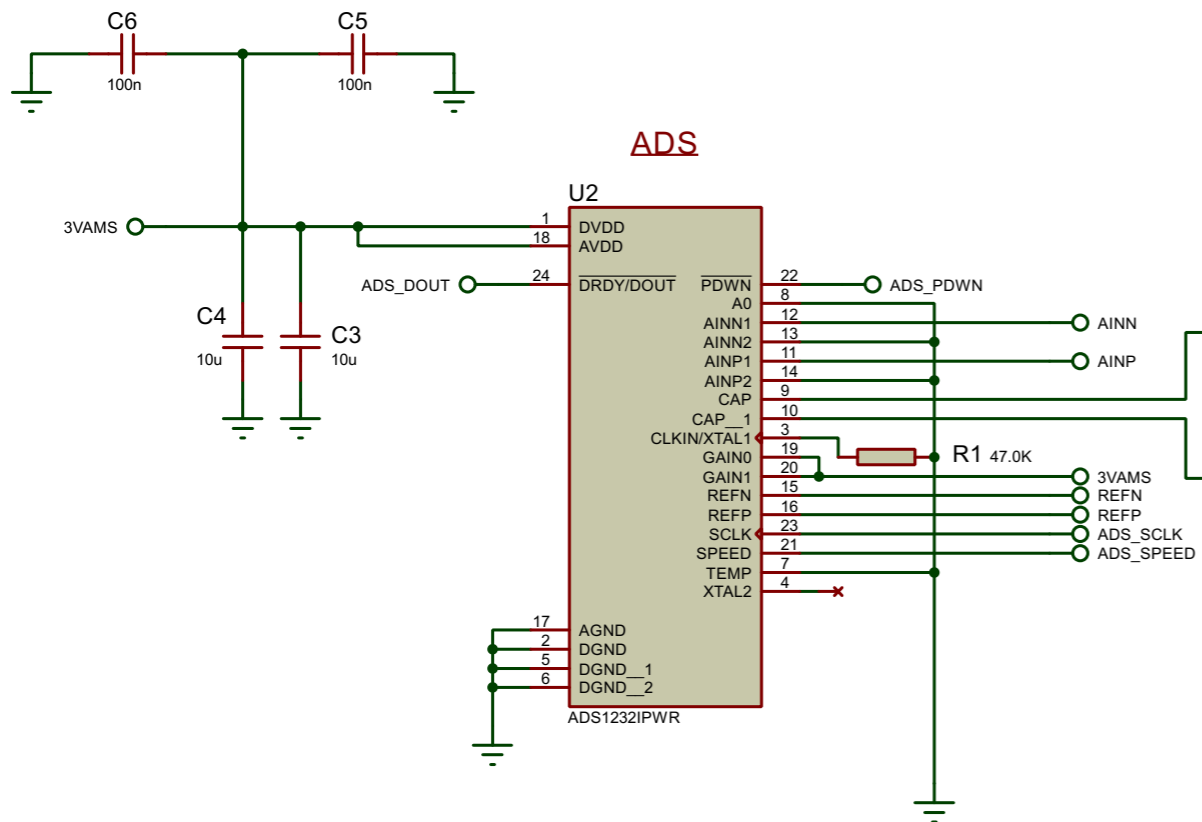 C6
100n
C5
100n
ADS
U2
3VAMS
1
DVDD
18
AVDD
ADS_DOUT
24
DRDY/DOUT
PDWN
22
ADS_PDWN
A0
8
AINN1
12
AINN
AINN2
13
AINP1
11
AINP
AINP2
14
CAP
9
CAP__1
10
CLKIN/XTAL1
3
GAIN0
19
R1 47.0K
GAIN1
20
3VAMS
REFN
15
REFN
REFP
16
REFP
SCLK
23
ADS_SCLK
SPEED
21
ADS_SPEED
TEMP
7
XTAL2
4
C4
10u
C3
10u
17
AGND
2
DGND
5
DGND__1
6
DGND__2
ADS1232IPWR